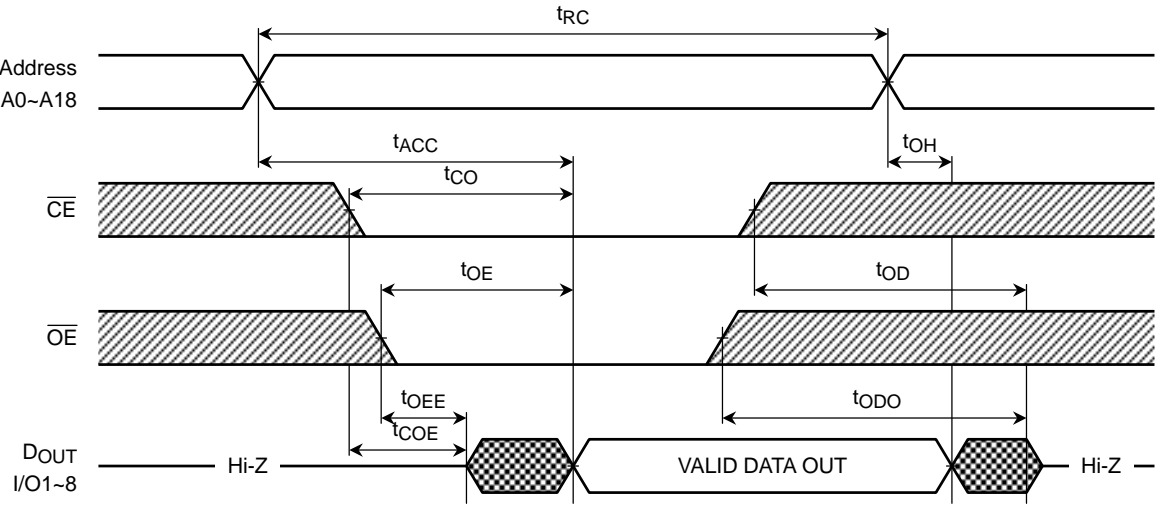 tRC
Address
A0~A18
tACC
tOH
tCO
CE
tOE
tOD
OE
tOEE
tODO
tCOE
DOUT
I/O1~8
Hi-Z
VALID DATA OUT
Hi-Z